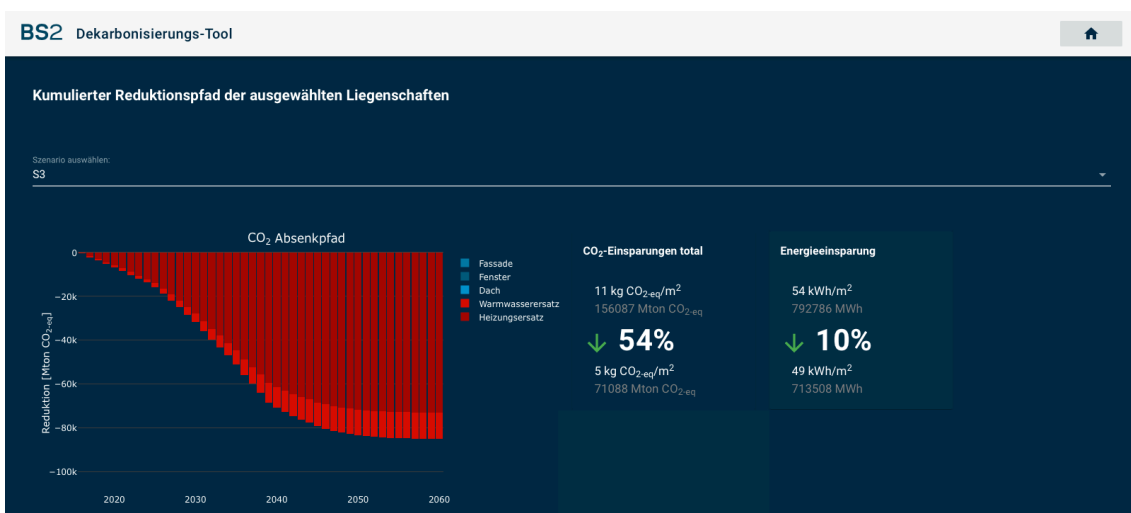 BS2 Dekarbonisierungs-Tool
Kumulierter Reduktionspfad der ausgewählten Liegenschaften
Szenario auswählen:
S3
CO₂ Absenkpfad
Reduktion [Mton CO₂₋eq]
0
−20k
−40k
−60k
−80k
−100k
2020
2030
2040
2050
2060
Fassade
Fenster
Dach
Warmwasserersatz
Heizungsersatz
CO₂-Einsparungen total
11 kg CO₂₋eq/m²
156087 Mton CO₂₋eq
54%
5 kg CO₂₋eq/m²
71088 Mton CO₂₋eq
Energieeinsparung
54 kWh/m²
792786 MWh
10%
49 kWh/m²
713508 MWh